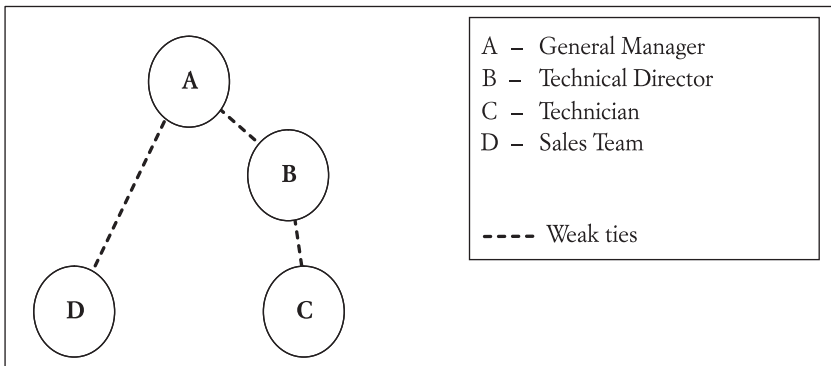 A
B
D
C
A – General Manager
B – Technical Director
C – Technician
D – Sales Team
Weak ties